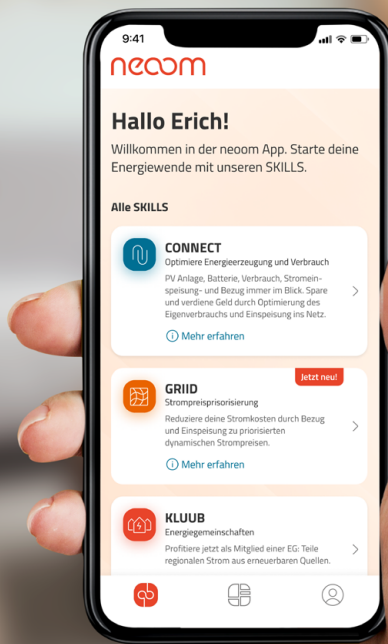 9:41
neoom
Hallo Erich!
Willkommen in der neoom App. Starte deine
Energiewende mit unseren SKILLS.
Alle SKILLS
CONNECT
Optimiere Energieerzeugung und Verbrauch
PV Anlage, Batterie, Verbrauch, Stromein-
speisung- und Bezug immer im Blick. Spare
und verdiene Geld durch Optimierung des
Eigenverbrauchs und Einspeisung ins Netz.
Mehr erfahren
Jetzt neu!
GRIID
Strompreisprisorisierung
Reduziere deine Stromkosten durch Bezug
und Einspeisung zu priorisierten
dynamischen Strompreisen.
Mehr erfahren
KLUUB
Energiegemeinschaften
Profitiere jetzt als Mitglied einer EG: Teile
regionalen Strom aus erneuerbaren Quellen.